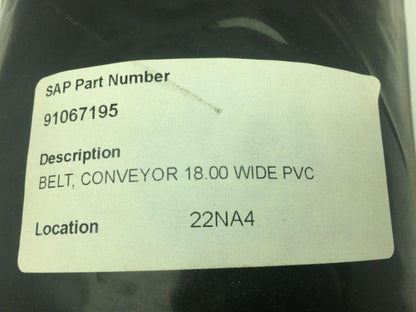 SAP Part Number
91067195
Description
BELT, CONVEYOR 18.00 WIDE PVC
Location 22NA4